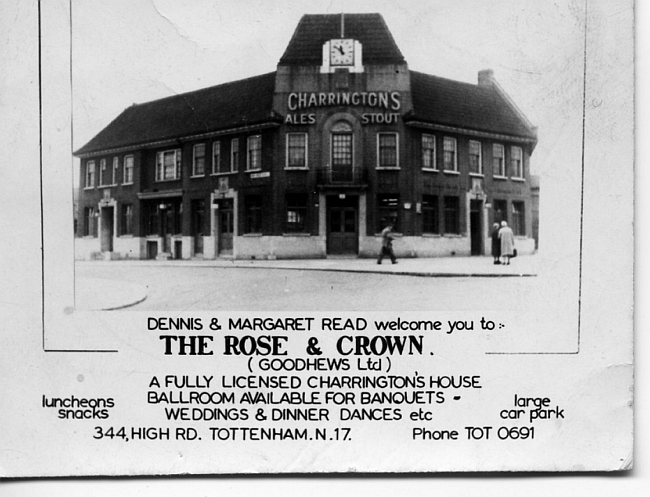 CHARRINGTON'S
ALES STOUT
DENNIS & MARGARET READ welcome you to :-
THE ROSE & CROWN.
(GOODHEWS Ltd)
A FULLY LICENSED CHARRINGTON'S HOUSE
BALLROOM AVAILABLE FOR BANQUETS -
WEDDINGS & DINNER DANCES etc
luncheons
snacks
large
car park
344, HIGH RD. TOTTENHAM. N. 17. Phone TOT 0691